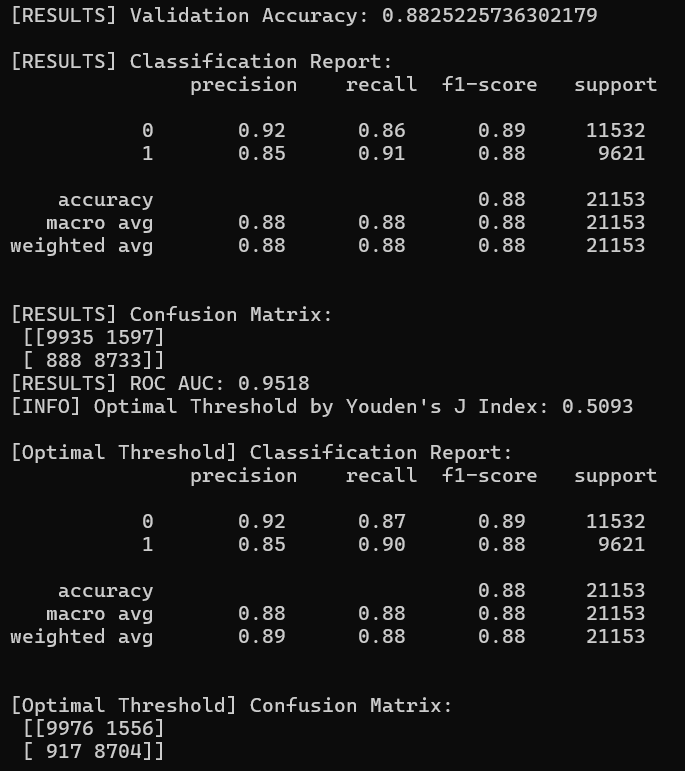 [RESULTS] Validation Accuracy: 0.8825225736302179
[RESULTS] Classification Report:
precision recall f1-score support
0 0.92 0.86 0.89 11532
1 0.85 0.91 0.88 9621
accuracy 0.88 21153
macro avg 0.88 0.88 0.88 21153
weighted avg 0.88 0.88 0.88 21153
[RESULTS] Confusion Matrix:
[[9935 1597]
[ 888 8733]]
[RESULTS] ROC AUC: 0.9518
[INFO] Optimal Threshold by Youden's J Index: 0.5093
[Optimal Threshold] Classification Report:
precision recall f1-score support
0 0.92 0.87 0.89 11532
1 0.85 0.90 0.88 9621
accuracy 0.88 21153
macro avg 0.88 0.88 0.88 21153
weighted avg 0.89 0.88 0.88 21153
[Optimal Threshold] Confusion Matrix:
[[9976 1556]
[ 917 8704]]